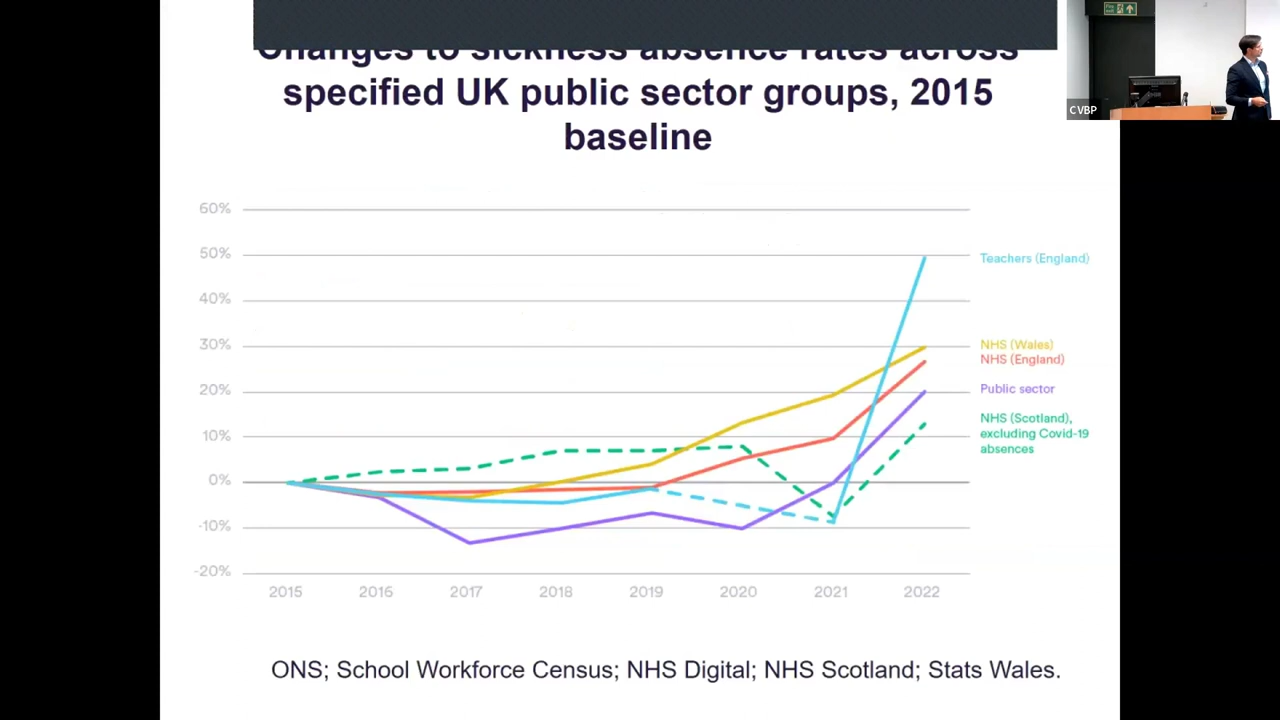 Changes to sickness absence rates across
specified UK public sector groups, 2015
baseline
CVBP
60%
50%
40%
30%
20%
10%
0%
-10%
-20%
Teachers (England)
NHS (Wales)
NHS (England)
Public sector
NHS (Scotland),
excluding Covid-19
absences
2015 2016 2017 2018 2019 2020 2021 2022
ONS; School Workforce Census; NHS Digital; NHS Scotland; Stats Wales.